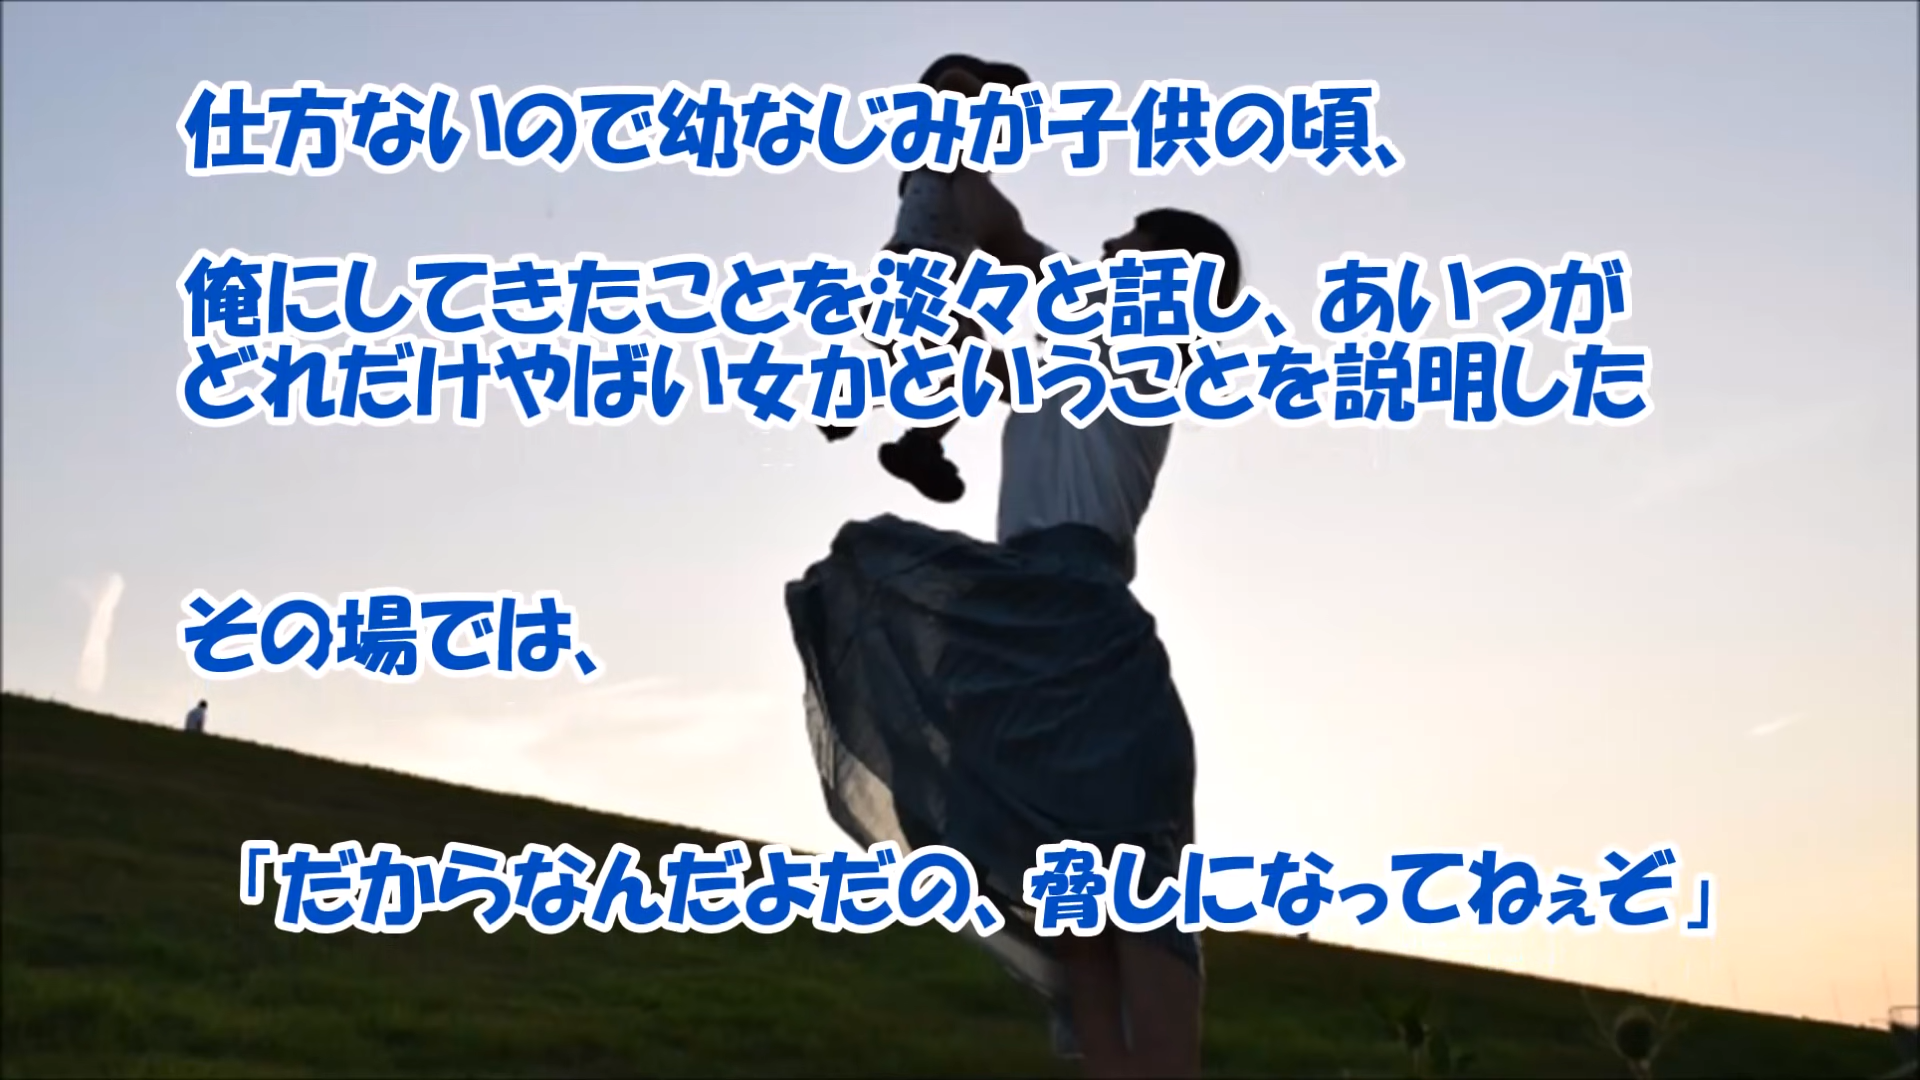 仕方ないので幼なじみが子供の頃、
俺にしてきたことを淡々と話し、あいつが
どれだけやばい女かということを説明した
その場では、
「だからなんだよだの、脅しになってねぇぞ」